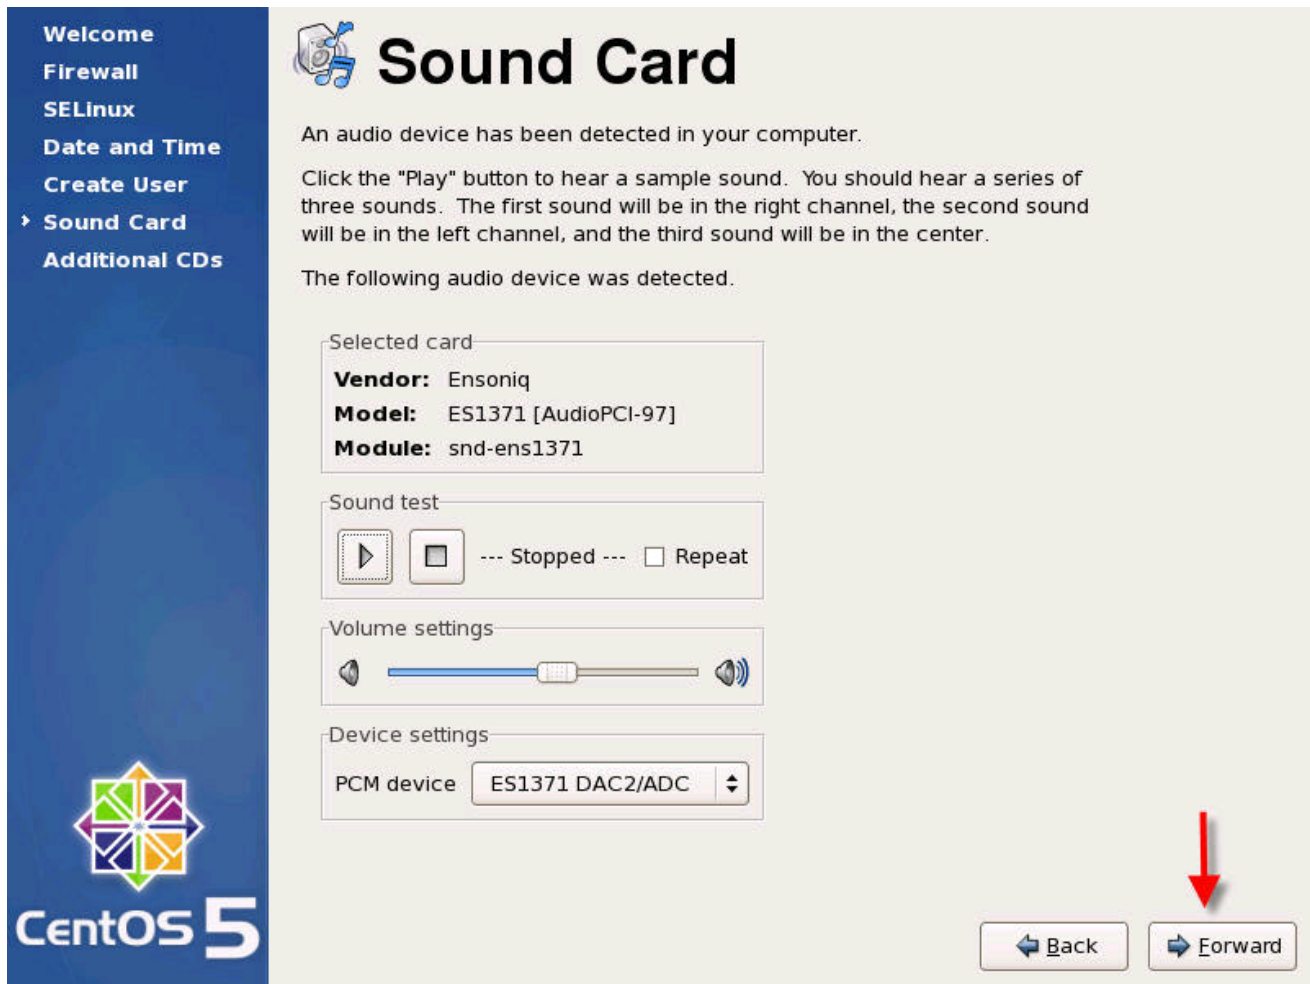 Welcome
Firewall
SELinux
Date and Time
Create User
Sound Card
Additional CDs
CentOS 5
Sound Card
An audio device has been detected in your computer.
Click the "Play" button to hear a sample sound.  You should hear a series of
three sounds.  The first sound will be in the right channel, the second sound
will be in the left channel, and the third sound will be in the center.
The following audio device was detected.
Selected card
Vendor: Ensoniq
Model: ES1371 [AudioPCI-97]
Module: snd-ens1371
Sound test
--- Stopped --- Repeat
Volume settings
Device settings
PCM device ES1371 DAC2/ADC
Back Forward